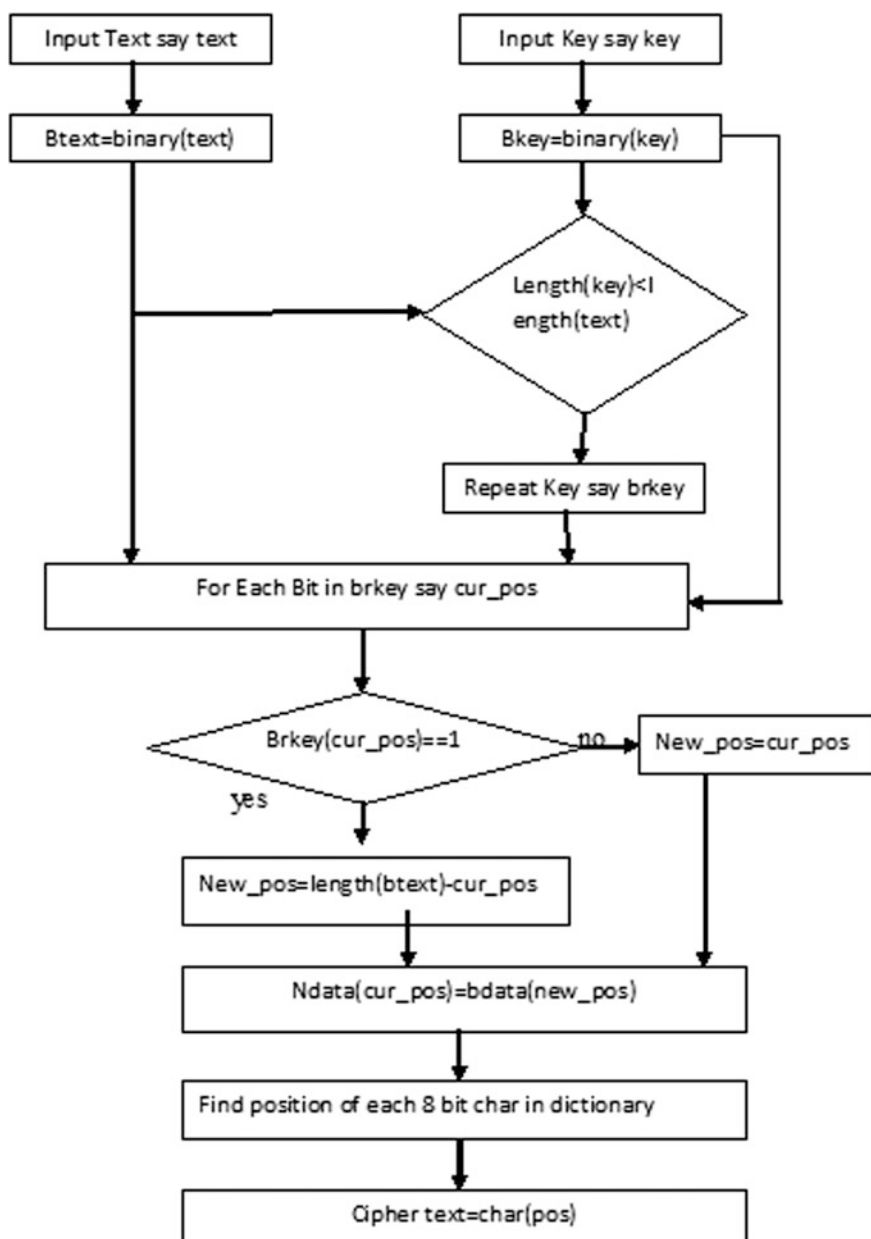 Input Text say text
Input Key say key
Btext=binary(text)
Bkey=binary(key)
Length(key)<l
ength(text)
Repeat Key say brkey
For Each Bit in brkey say cur_pos
Brkey(cur_pos)==1
no
New_pos=cur_pos
yes
New_pos=length(btext)-cur_pos
Ndata(cur_pos)=bdata(new_pos)
Find position of each 8 bit char in dictionary
Cipher text=char(pos)